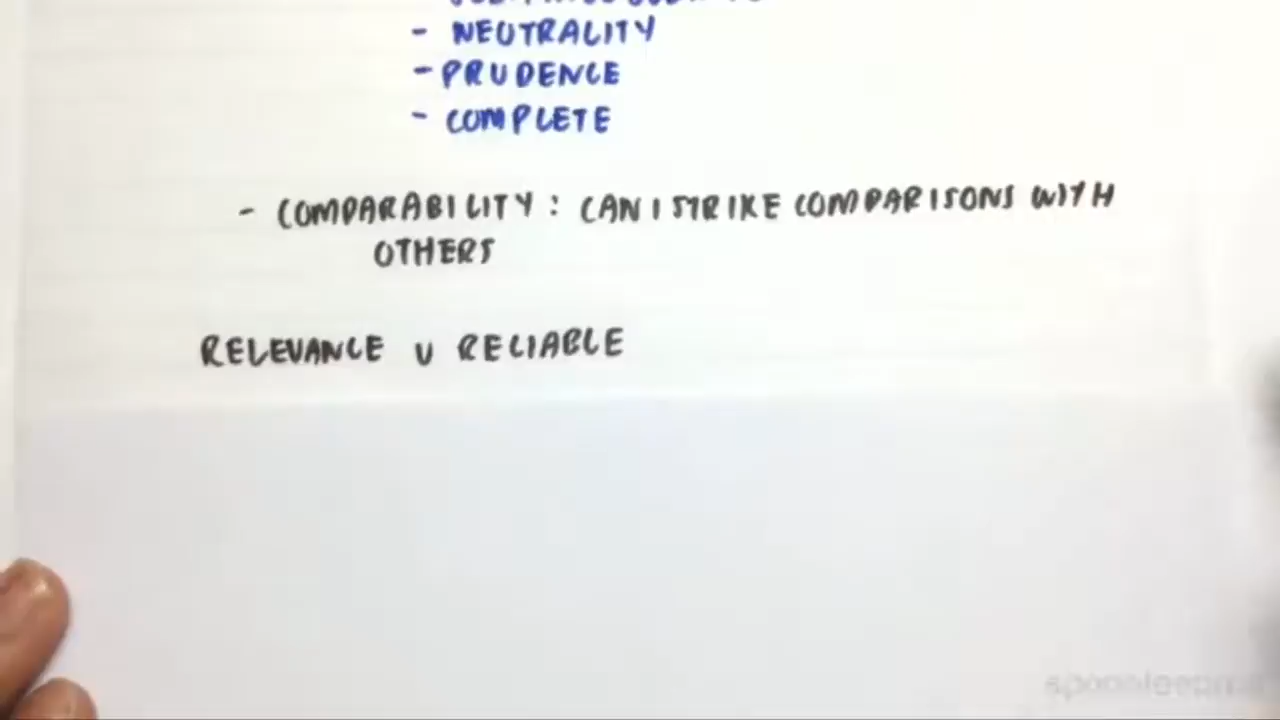 - NEUTRALITY
- PRUDENCE
- COMPLETE
- COMPARABILITY : CAN I STRIKE COMPARISONS WITH
OTHERS
RELEVANCE V RELIABLE